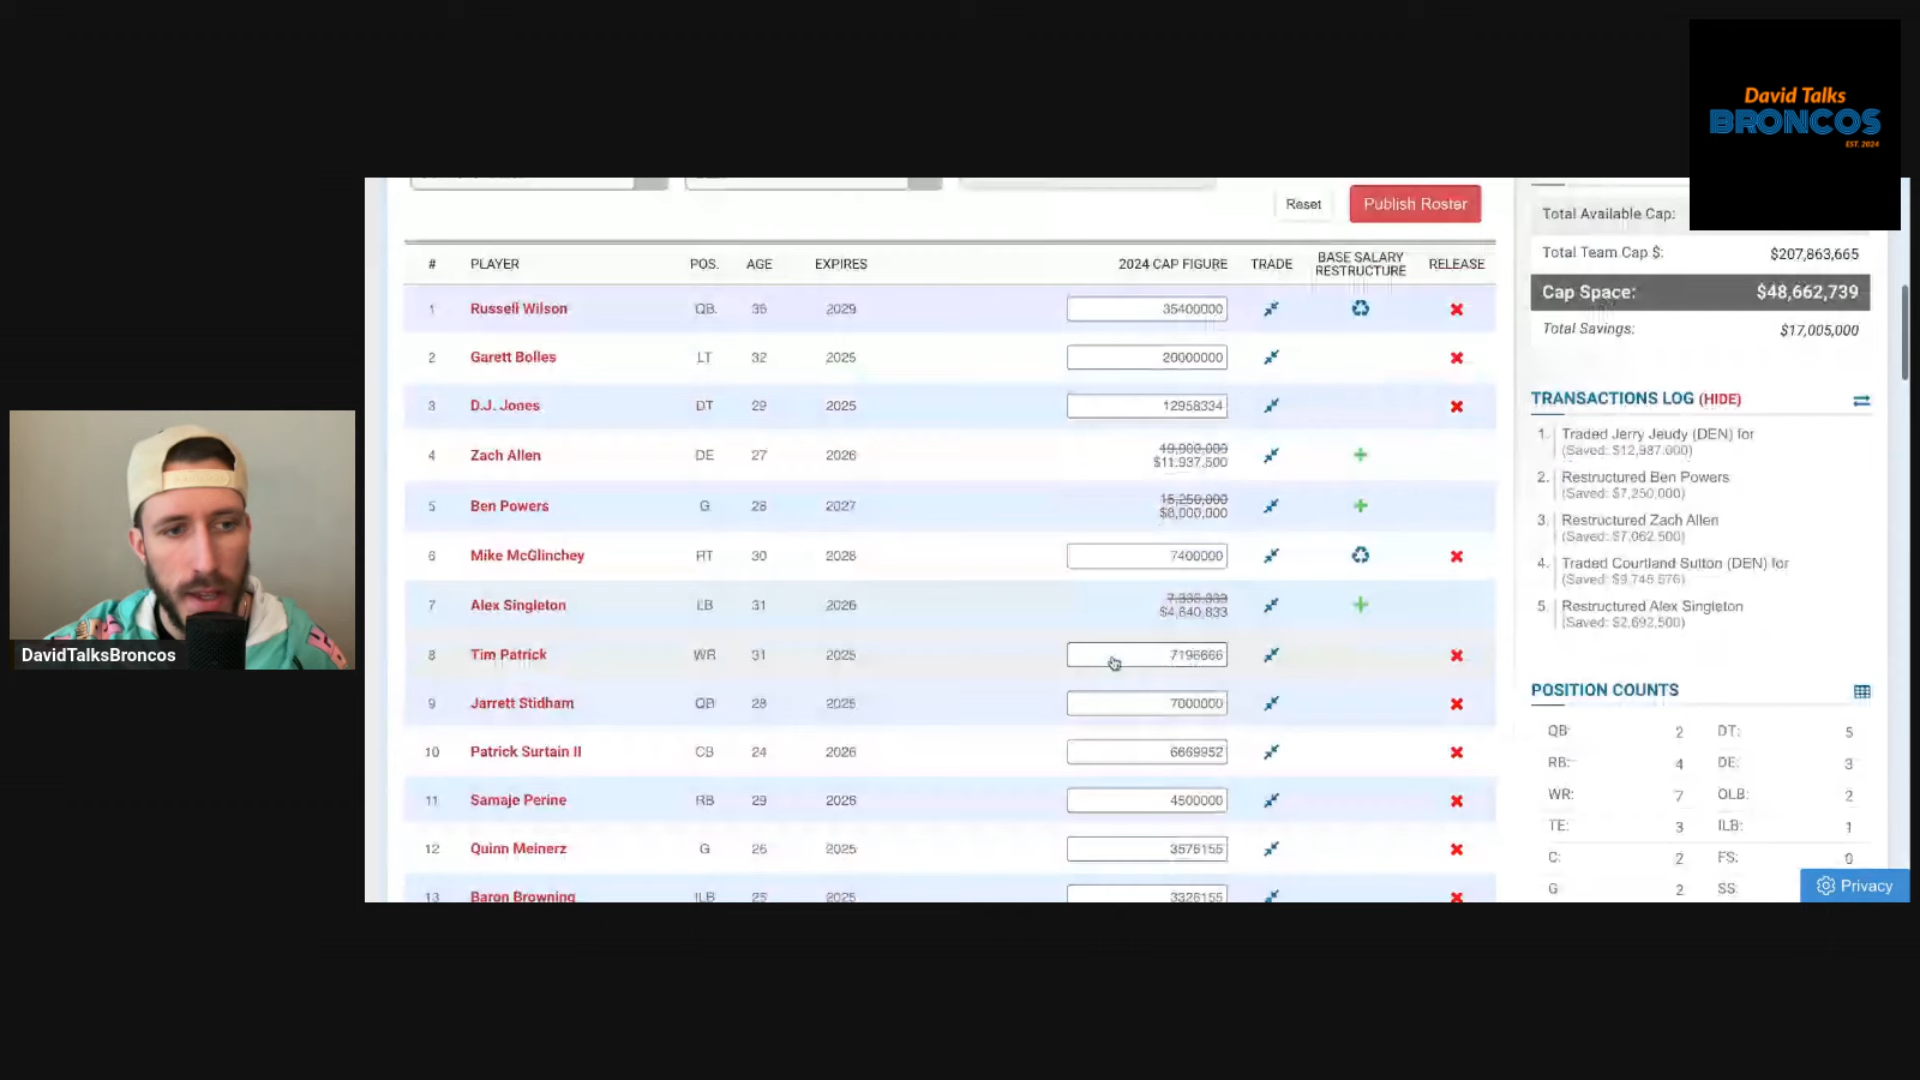 David Talks
BRONCOS
EST. 2024
Reset
Publish Roster
# PLAYER POS. AGE EXPIRES 2024 CAP FIGURE TRADE BASE SALARY RESTRUCTURE RELEASE
1 Russell Wilson QB 35 2029 35400000
2 Garett Bolles LT 32 2025 20000000
3 D.J. Jones DT 29 2025 12958334
4 Zach Allen DE 27 2026 19,000,000 $11,937,500
5 Ben Powers G 28 2027 15,250,000 $8,000,000
6 Mike McGlinchey RT 30 2028 7400000
7 Alex Singleton LB 31 2026 $4,640,833
8 Tim Patrick WR 31 2025 7196666
9 Jarrett Stidham QB 28 2025 7000000
10 Patrick Surtain II CB 24 2026 6669952
11 Samaje Perine RB 29 2025 4500000
12 Quinn Meinerz G 26 2025 3575155
13 Baron Browning ILB 25 2025 3326155
Total Available Cap:
Total Team Cap $: $207,863,665
Cap Space: $48,662,739
Total Savings: $17,005,000
TRANSACTIONS LOG (HIDE)
1. Traded Jerry Jeudy (DEN) for
(Saved: $12,987,000)
2. Restructured Ben Powers
(Saved: $7,250,000)
3. Restructured Zach Allen
(Saved: $7,062,500)
4. Traded Courtland Sutton (DEN) for
(Saved: $9,746,576)
5. Restructured Alex Singleton
(Saved: $2,692,500)
POSITION COUNTS
QB: 2 DT: 5
RB: 4 DE: 3
WR: 7 OLB: 2
TE: 3 ILB: 1
C: 2 FS: 0
G 2 SS:
Privacy
DavidTalksBroncos